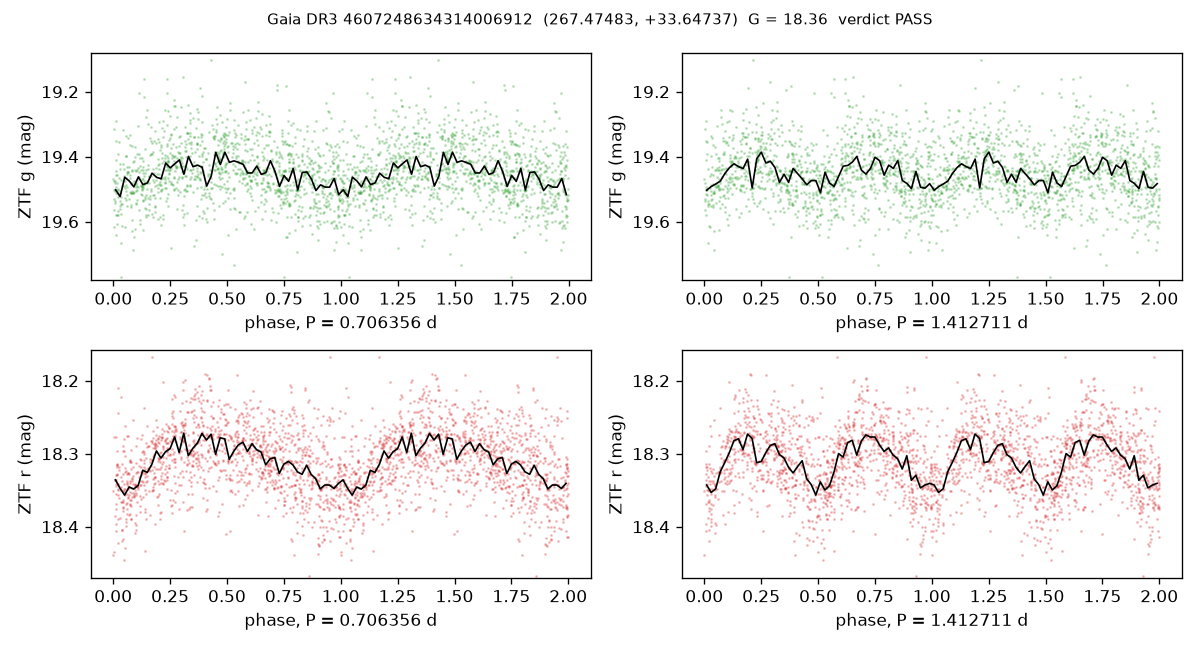 Gaia DR3 4607248634314006912 (267.47483, +33.64737) G = 18.36 verdict PASS
ZTF g (mag)
19.2
19.4
19.6
0.00 0.25 0.50 0.75 1.00 1.25 1.50 1.75 2.00
phase, P = 0.706356 d
ZTF g (mag)
19.2
19.4
19.6
0.00 0.25 0.50 0.75 1.00 1.25 1.50 1.75 2.00
phase, P = 1.412711 d
ZTF r (mag)
18.2
18.3
18.4
0.00 0.25 0.50 0.75 1.00 1.25 1.50 1.75 2.00
phase, P = 0.706356 d
ZTF r (mag)
18.2
18.3
18.4
0.00 0.25 0.50 0.75 1.00 1.25 1.50 1.75 2.00
phase, P = 1.412711 d